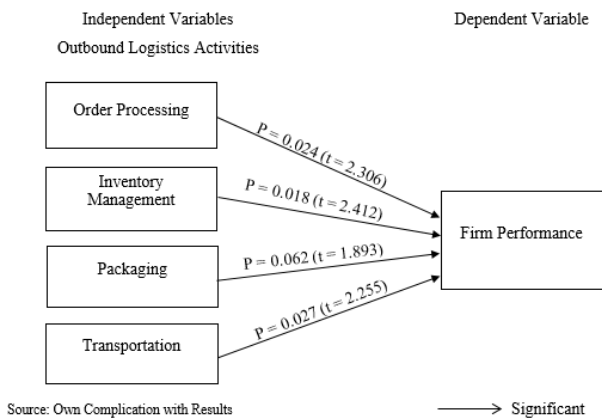 Independent Variables
Dependent Variable
Outbound Logistics Activities
Order Processing
P = 0.024 (t = 2.306)
Inventory
Management
P = 0.018 (t = 2.412)
Firm Performance
Packaging
P = 0.062 (t = 1.893)
Transportation
P = 0.027 (t = 2.255)
Source: Own Complication with Results
Significant